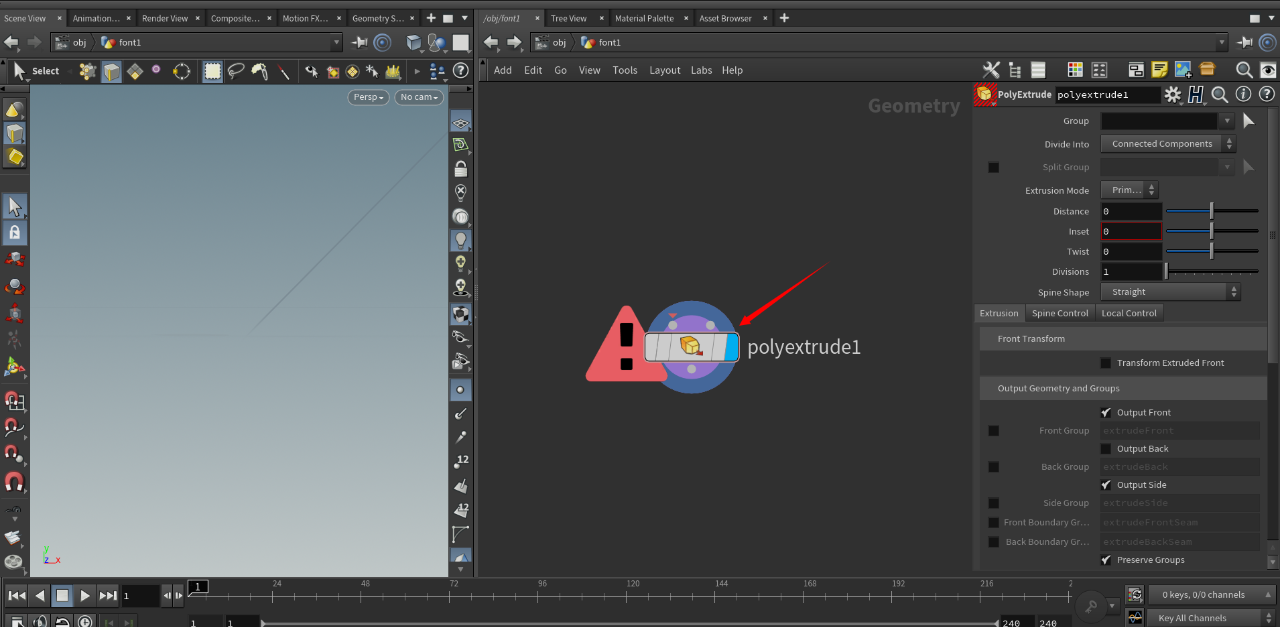 Scene View × Animation... × Render View × Composite... × Motion FX... × Geometry S... ×
/obj/font1 × Tree View × Material Palette × Asset Browser ×
obj font1
obj font1
Select
Add Edit Go View Tools Layout Labs Help
Persp No cam
Geometry
polyextrude1
12
12
y
z x
PolyExtrude polyextrude1
Group
Divide Into Connected Components
Split Group
Extrusion Mode Prim...
Distance 0
Inset 0
Twist 0
Divisions 1
Spine Shape Straight
Extrusion Spine Control Local Control
Front Transform
Transform Extruded Front
Output Geometry and Groups
Output Front
Front Group extrudeFront
Output Back
Back Group extrudeBack
Output Side
Side Group extrudeSide
Front Boundary Gr... extrudeFrontSeam
Back Boundary Gr... extrudeBackSeam
Preserve Groups
1 1 24 48 72 96 120 144 168 192 216 2
0 keys, 0/0 channels
1 1 240 240
Key All Channels